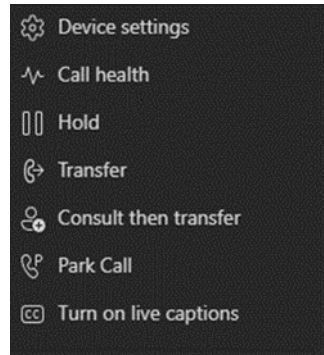 Device settings
Call health
Hold
Transfer
Consult then transfer
Park Call
Turn on live captions